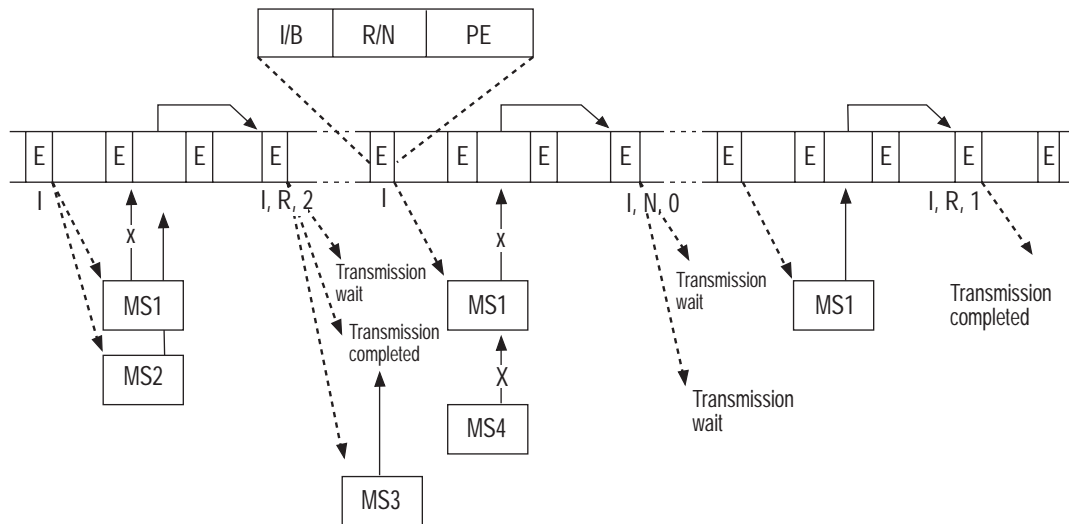 I/B R/N PE
E E E E E E E E E E E E E
I I, R, 2 I I, N, 0 I, R, 1
x x
Transmission
wait
Transmission
wait
MS1 MS1 MS1
Transmission
completed
Transmission
completed
MS2
X
Transmission
wait
MS4
MS3